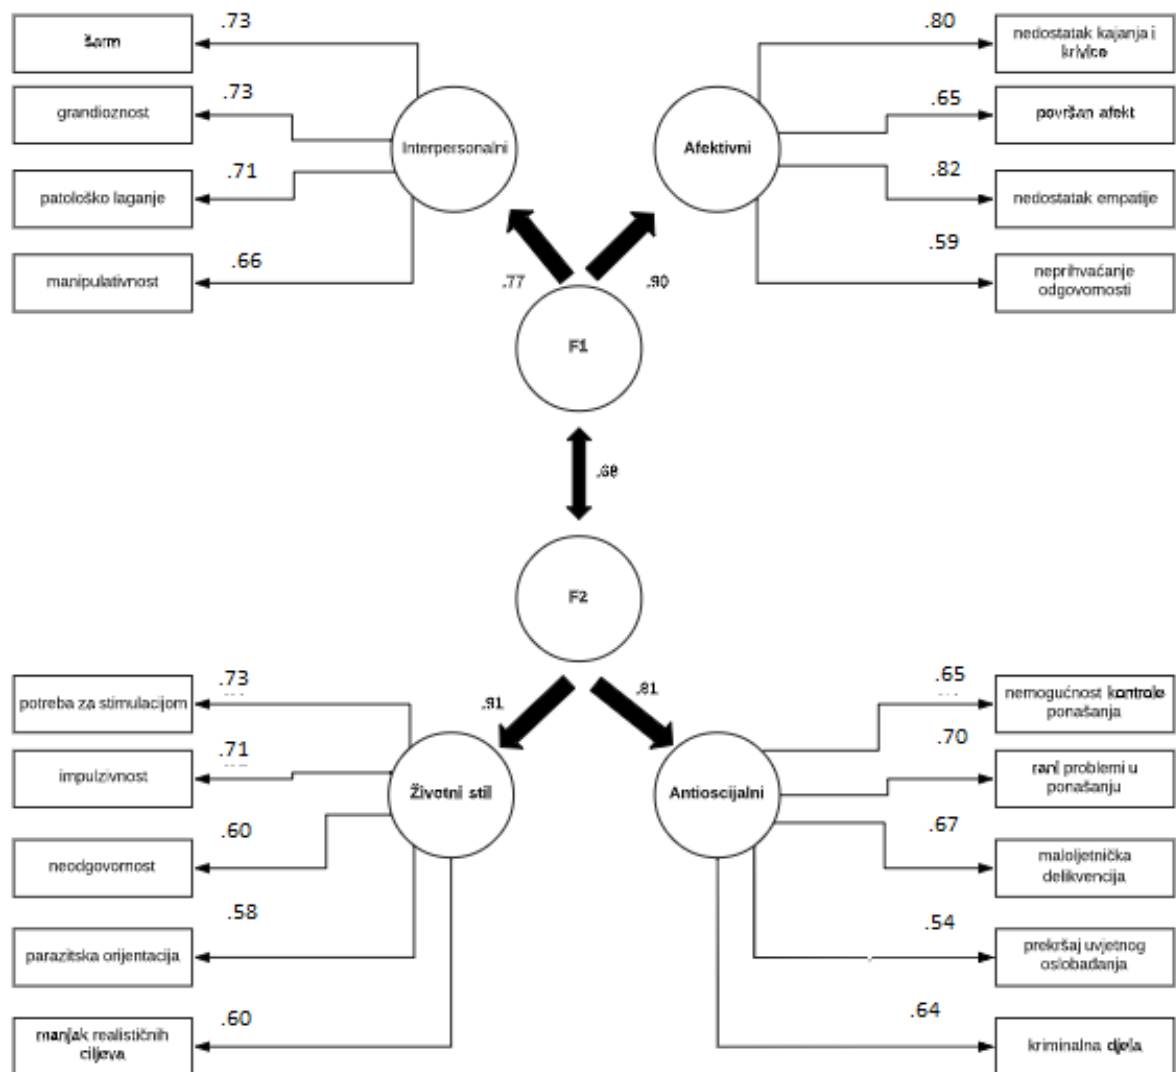 .73
šarm
.73
grandioznost
.71
patološko laganje
.66
manipulativnost
Interpersonalni
Afektivni
.80
nedostatak kajanja i
krivice
.65
površan afekt
.82
nedostatak empatije
.59
neprihvaćanje
odgovornosti
.77
.90
F1
.68
F2
.91
.81
.73
potreba za stimulacijom
.71
impulzivnost
.60
neodgovornost
.58
parazitska orijentacija
.60
manjak realističnih
ciljeva
Životni stil
Antioscijalni
.65
nemogućnost kontrole
ponašanja
.70
rani problemi u
ponašanju
.67
maloljetnička
delikvencija
.54
prekršaj uvjetnog
oslobađanja
.64
kriminalna djela